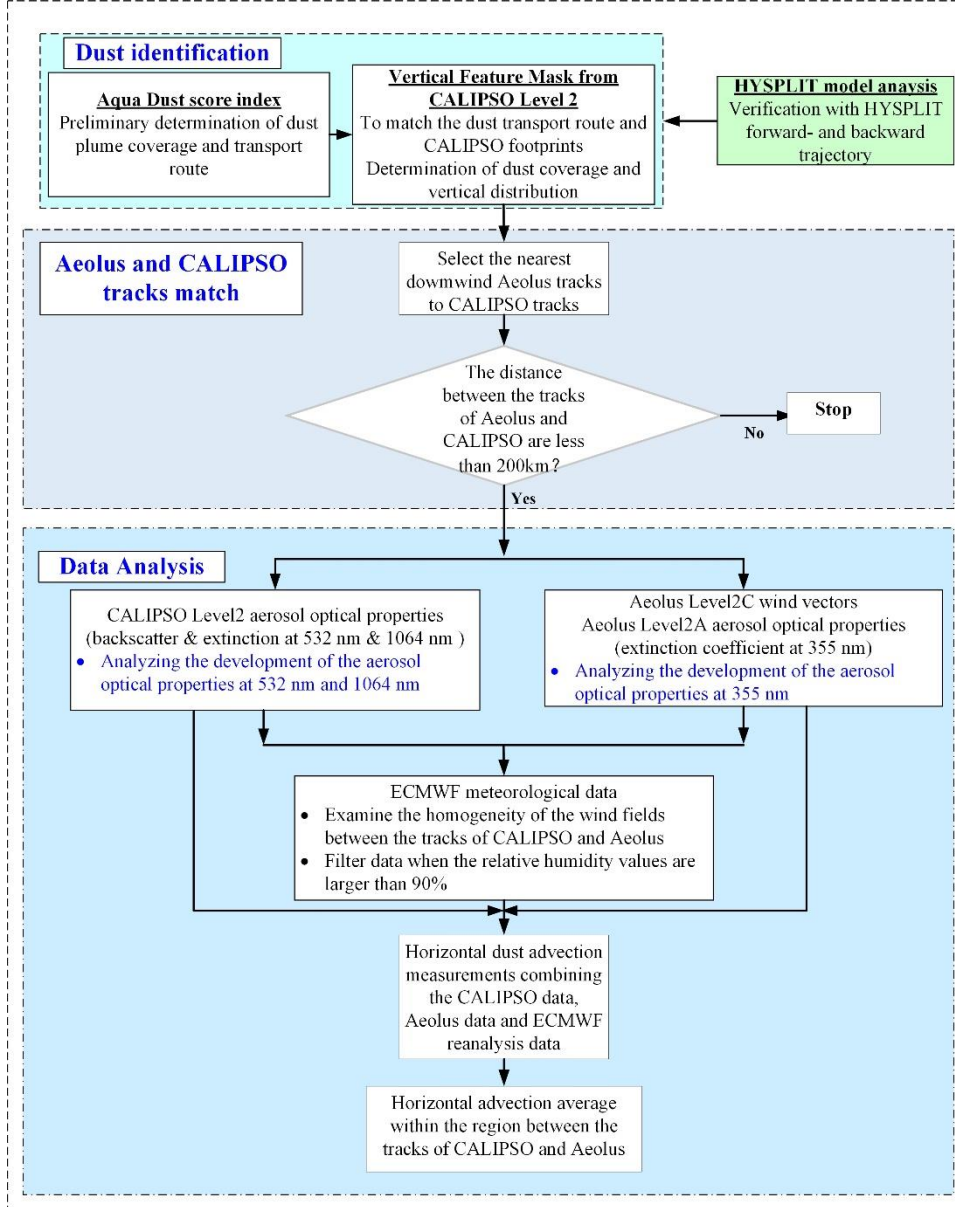 Dust identification
Aqua Dust score index
Preliminary determination of dust
plume coverage and transport
route
Vertical Feature Mask from
CALIPSO Level 2
To match the dust transport route and
CALIPSO footprints
Determination of dust coverage and
vertical distribution
HYSPLIT model anaysis
Verification with HYSPLIT
forward- and backward
trajectory
Aeolus and CALIPSO
tracks match
Select the nearest
downwind Aeolus tracks
to CALIPSO tracks
The distance
between the tracks
of Aeolus and
CALIPSO are less
than 200km?
No
Stop
Yes
Data Analysis
CALIPSO Level2 aerosol optical properties
(backscatter & extinction at 532 nm & 1064 nm )
• Analyzing the development of the aerosol
optical properties at 532 nm and 1064 nm
Aeolus Level2C wind vectors
Aeolus Level2A aerosol optical properties
(extinction coefficient at 355 nm)
• Analyzing the development of the aerosol
optical properties at 355 nm
ECMWF meteorological data
• Examine the homogeneity of the wind fields
between the tracks of CALIPSO and Aeolus
• Filter data when the relative humidity values are
larger than 90%
Horizontal dust advection
measurements combining
the CALIPSO data,
Aeolus data and ECMWF
reanalysis data
Horizontal advection average
within the region between the
tracks of CALIPSO and Aeolus